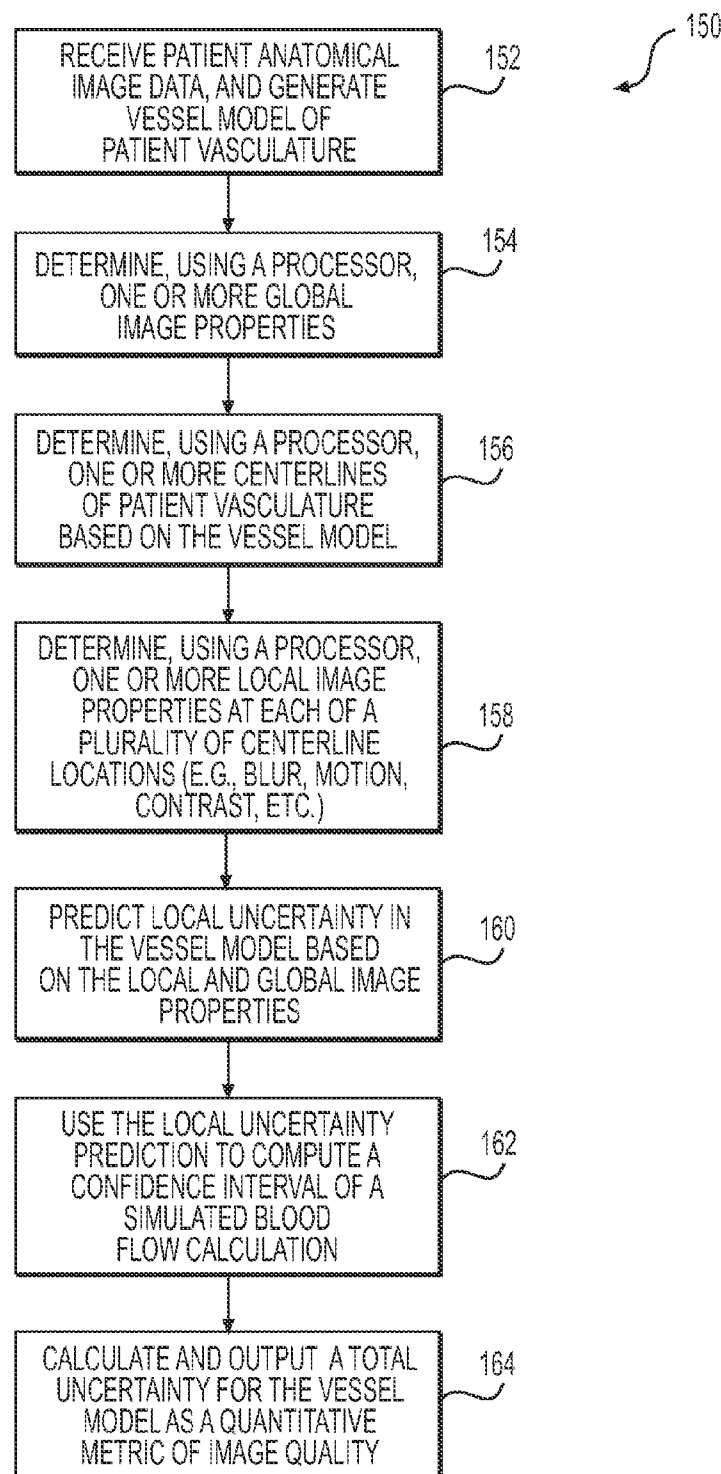 150
RECEIVE PATIENT ANATOMICAL
IMAGE DATA, AND GENERATE
VESSEL MODEL OF
PATIENT VASCULATURE
152
DETERMINE, USING A PROCESSOR,
ONE OR MORE GLOBAL
IMAGE PROPERTIES
154
DETERMINE, USING A PROCESSOR,
ONE OR MORE CENTERLINES
OF PATIENT VASCULATURE
BASED ON THE VESSEL MODEL
156
DETERMINE, USING A PROCESSOR,
ONE OR MORE LOCAL IMAGE
PROPERTIES AT EACH OF A
PLURALITY OF CENTERLINE
LOCATIONS (E.G., BLUR, MOTION,
CONTRAST, ETC.)
158
PREDICT LOCAL UNCERTAINTY IN
THE VESSEL MODEL BASED
ON THE LOCAL AND GLOBAL IMAGE
PROPERTIES
160
USE THE LOCAL UNCERTAINTY
PREDICTION TO COMPUTE A
CONFIDENCE INTERVAL OF A
SIMULATED BLOOD
FLOW CALCULATION
162
CALCULATE AND OUTPUT A TOTAL
UNCERTAINTY FOR THE VESSEL
MODEL AS A QUANTITATIVE
METRIC OF IMAGE QUALITY
164